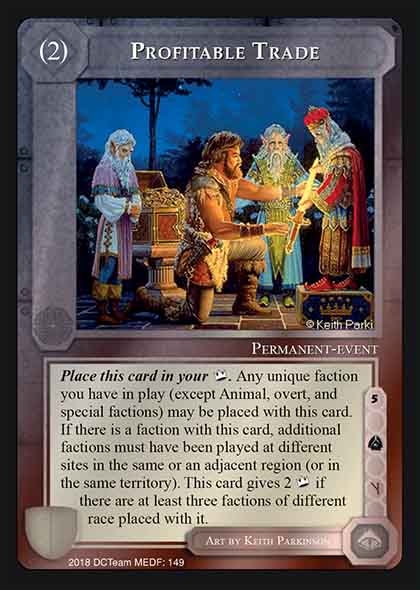 (2)
PROFITABLE TRADE
© Keith Parki
PERMANENT-EVENT
Place this card in your . Any unique faction
you have in play (except Animal, overt, and
special factions) may be placed with this card.
If there is a faction with this card, additional
factions must have been played at different
sites in the same or an adjacent region (or in
the same territory). This card gives 2 if
there are at least three factions of different
race placed with it.
5
ART BY KEITH PARKINSON
2018 DCTeam MEDF: 149